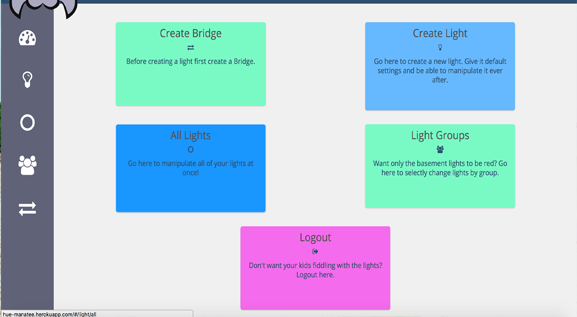 Create Bridge
Before creating a light first create a Bridge.
Create Light
Go here to create a new light. Give it default
settings and be able to manipulate it ever
after.
All Lights
Go here to manipulate all of your lights at
once!
Light Groups
Want only the basement lights to be red? Go
here to selectly change lights by group.
Logout
Don't want your kids fiddling with the lights?
Logout here.
hue-manatee.herokuapp.com/#/light/all